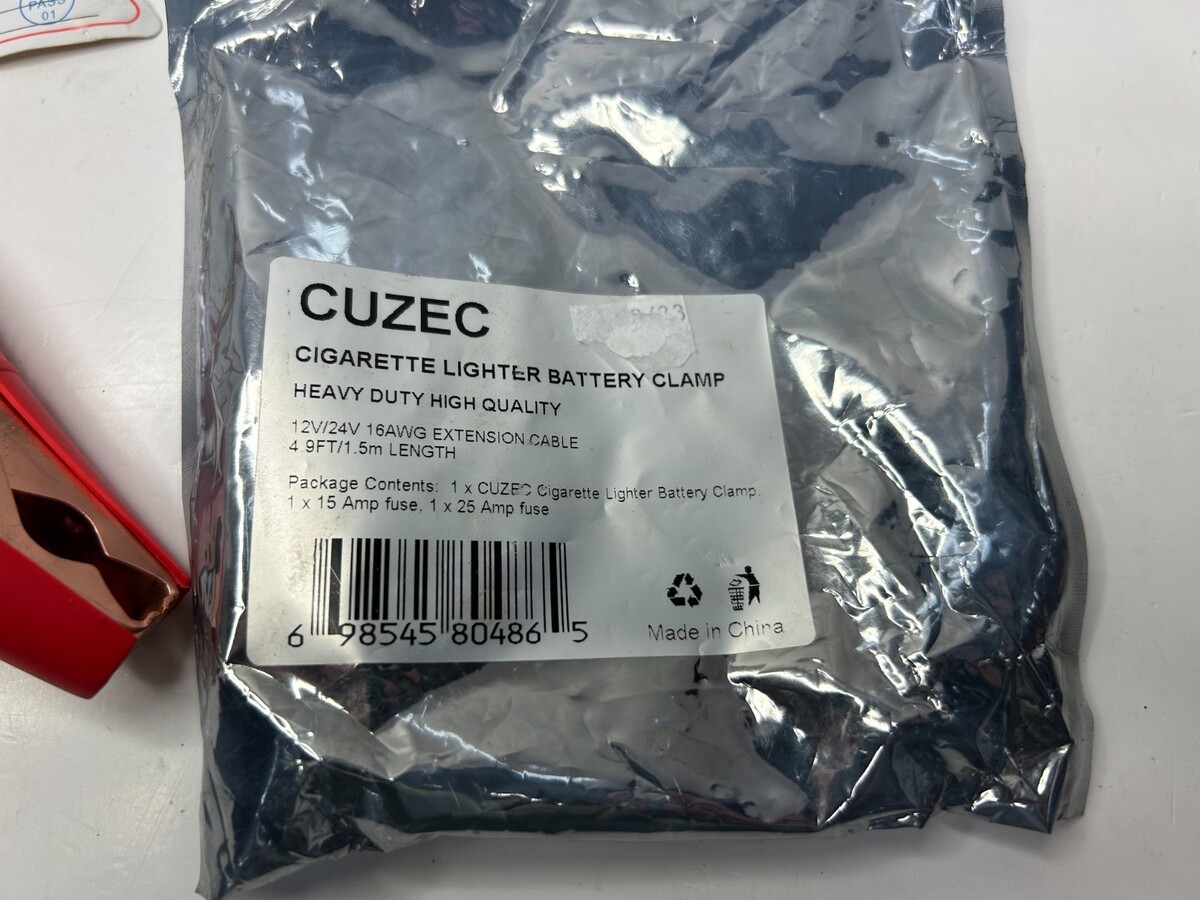 PASS
01
CUZEC
CIGARETTE LIGHTER BATTERY CLAMP
HEAVY DUTY HIGH QUALITY
12V/24V 16AWG EXTENSION CABLE
4.9FT/1.5m LENGTH
Package Contents: 1 x CUZEC Cigarette Lighter Battery Clamp,
1 x 15 Amp fuse, 1 x 25 Amp fuse
6 98545 80486 5
Made in China